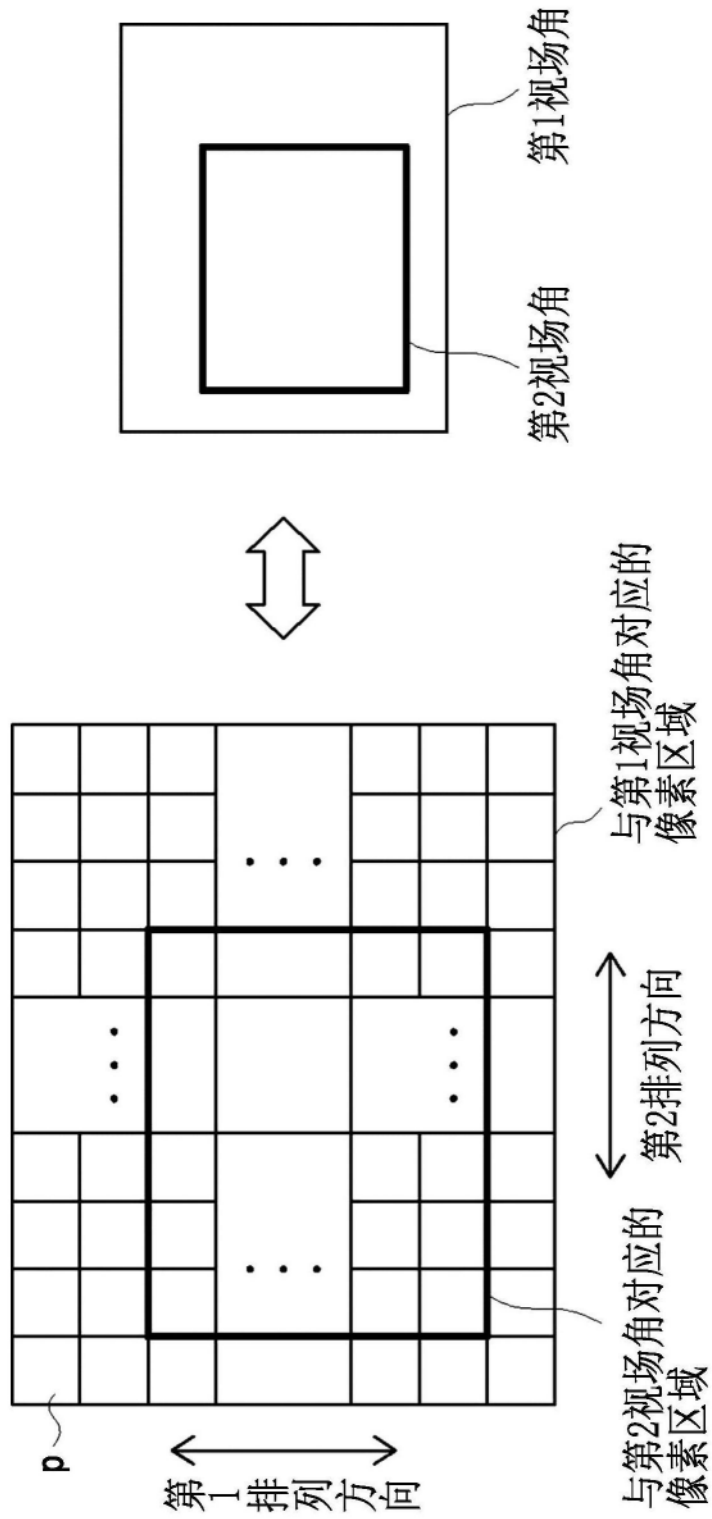 p
第1排列方向
与第2视场角对应的
像素区域
第2排列方向
与第1视场角对应的
像素区域
第2视场角
第1视场角